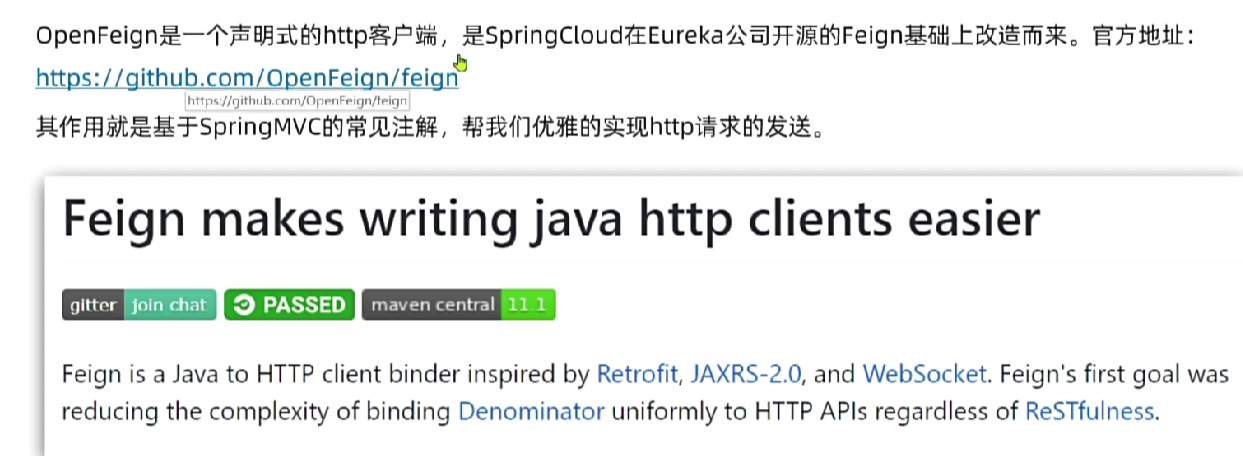 OpenFeign是一个声明式的http客户端，是SpringCloud在Eureka公司开源的Feign基础上改造而来。官方地址：
https://github.com/OpenFeign/feign
https://github.com/OpenFeign/feign
其作用就是基于SpringMVC的常见注解，帮我们优雅的实现http请求的发送。
Feign makes writing java http clients easier
gitter join chat PASSED maven central 11.1
Feign is a Java to HTTP client binder inspired by Retrofit, JAXRS-2.0, and WebSocket. Feign's first goal was
reducing the complexity of binding Denominator uniformly to HTTP APIs regardless of ReSTfulness.